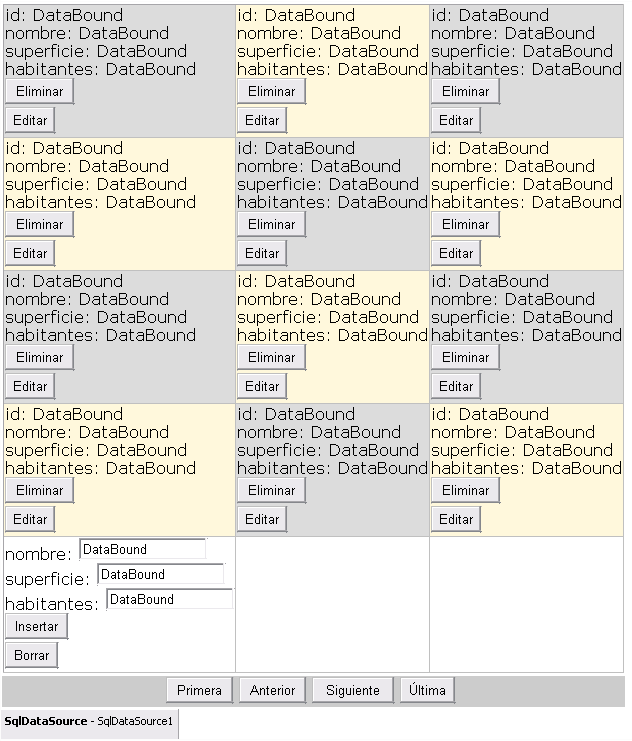 id: DataBound id: DataBound id: DataBound
nombre: DataBound nombre: DataBound nombre: DataBound
superficie: DataBound superficie: DataBound superficie: DataBound
habitantes: DataBound habitantes: DataBound habitantes: DataBound
Eliminar Eliminar Eliminar
Editar Editar Editar
id: DataBound id: DataBound id: DataBound
nombre: DataBound nombre: DataBound nombre: DataBound
superficie: DataBound superficie: DataBound superficie: DataBound
habitantes: DataBound habitantes: DataBound habitantes: DataBound
Eliminar Eliminar Eliminar
Editar Editar Editar
id: DataBound id: DataBound id: DataBound
nombre: DataBound nombre: DataBound nombre: DataBound
superficie: DataBound superficie: DataBound superficie: DataBound
habitantes: DataBound habitantes: DataBound habitantes: DataBound
Eliminar Eliminar Eliminar
Editar Editar Editar
id: DataBound id: DataBound id: DataBound
nombre: DataBound nombre: DataBound nombre: DataBound
superficie: DataBound superficie: DataBound superficie: DataBound
habitantes: DataBound habitantes: DataBound habitantes: DataBound
Eliminar Eliminar Eliminar
Editar Editar Editar
nombre: DataBound
superficie: DataBound
habitantes: DataBound
Insertar
Borrar
Primera Anterior Siguiente Última
SqlDataSource - SqlDataSource1